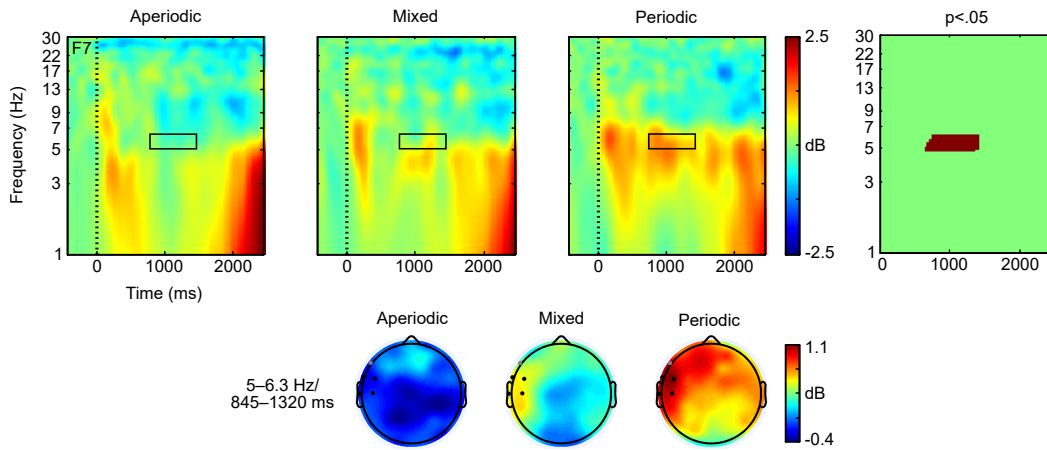 Aperiodic
Mixed
Periodic
p<.05
Frequency (Hz)
30
22
17
13
9
7
5
3
1
F7
0
1000
2000
0
1000
2000
0
1000
2000
2.5
dB
-2.5
30
22
17
13
9
7
5
3
1
0
1000
2000
Time (ms)
Aperiodic
Mixed
Periodic
5–6.3 Hz/
845–1320 ms
1.1
dB
-0.4